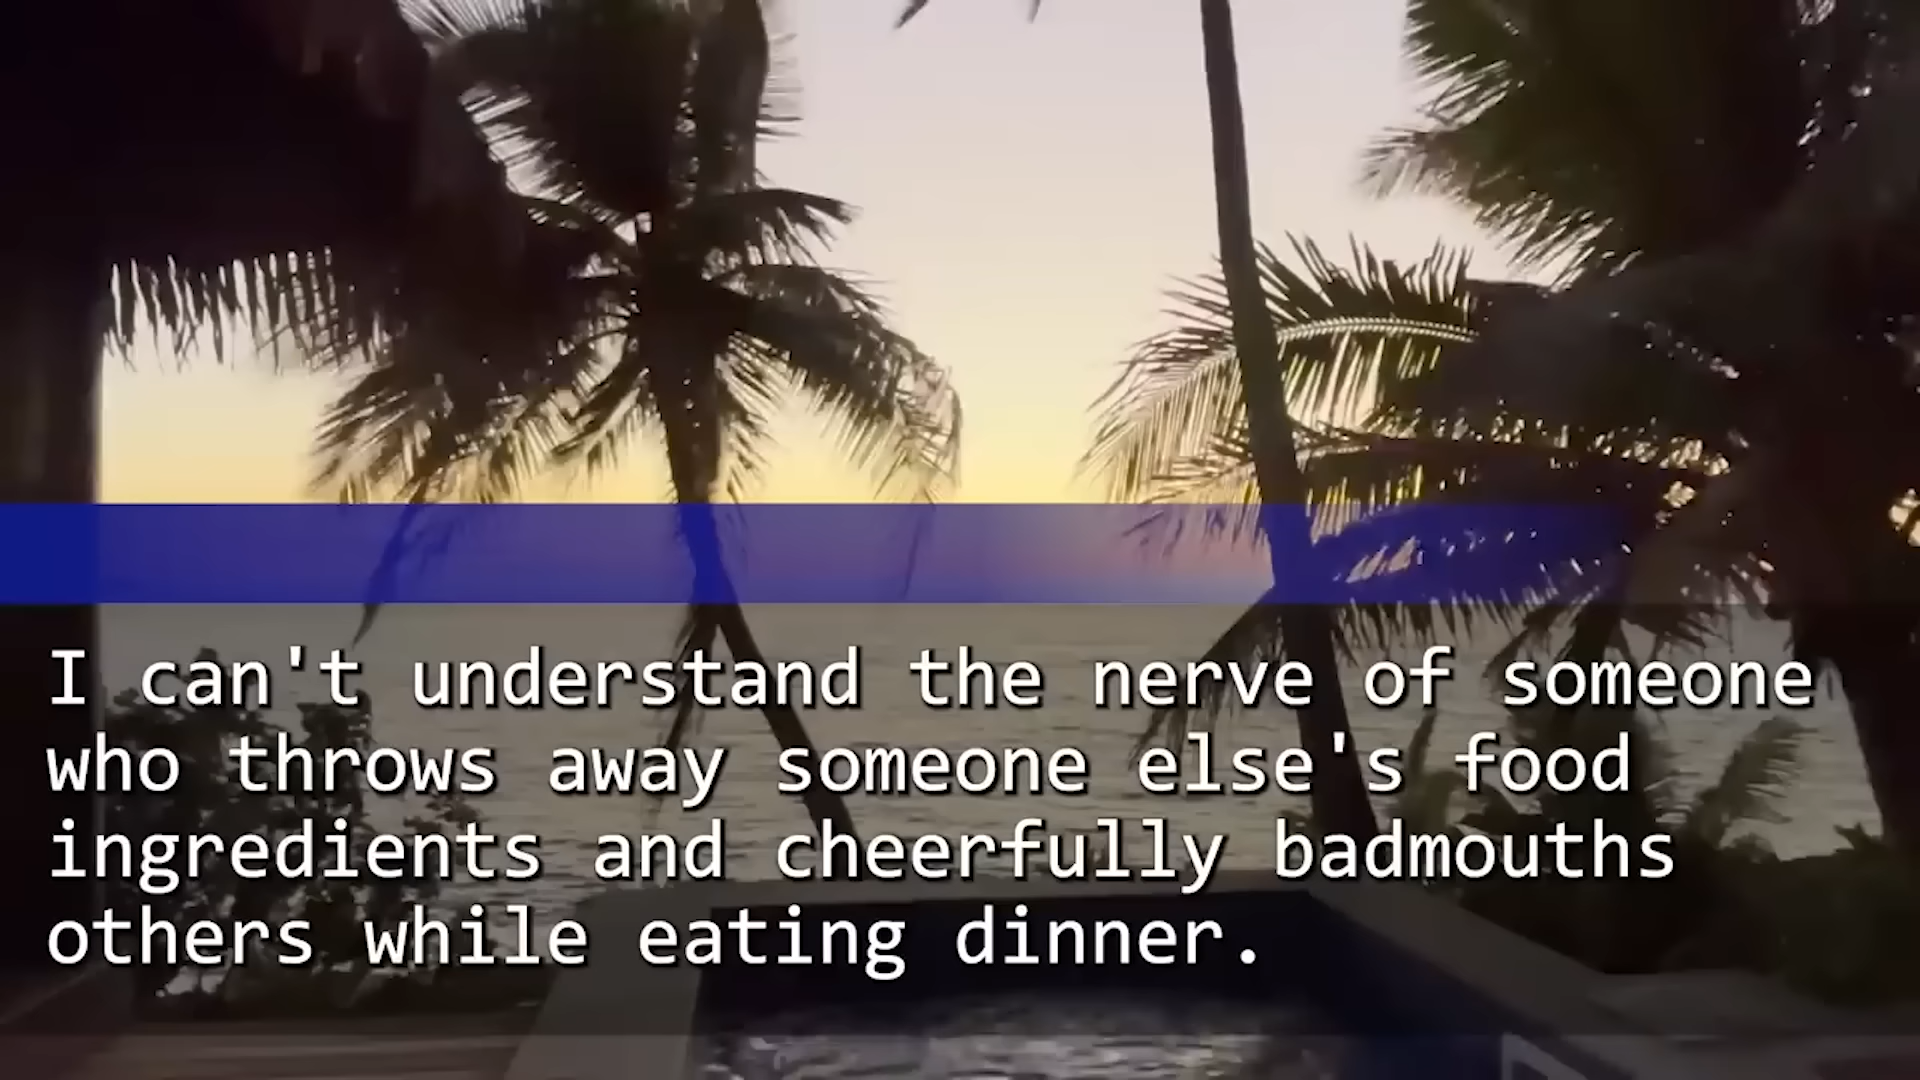 I can't understand the nerve of someone
who throws away someone else's food
ingredients and cheerfully badmouths
others while eating dinner.